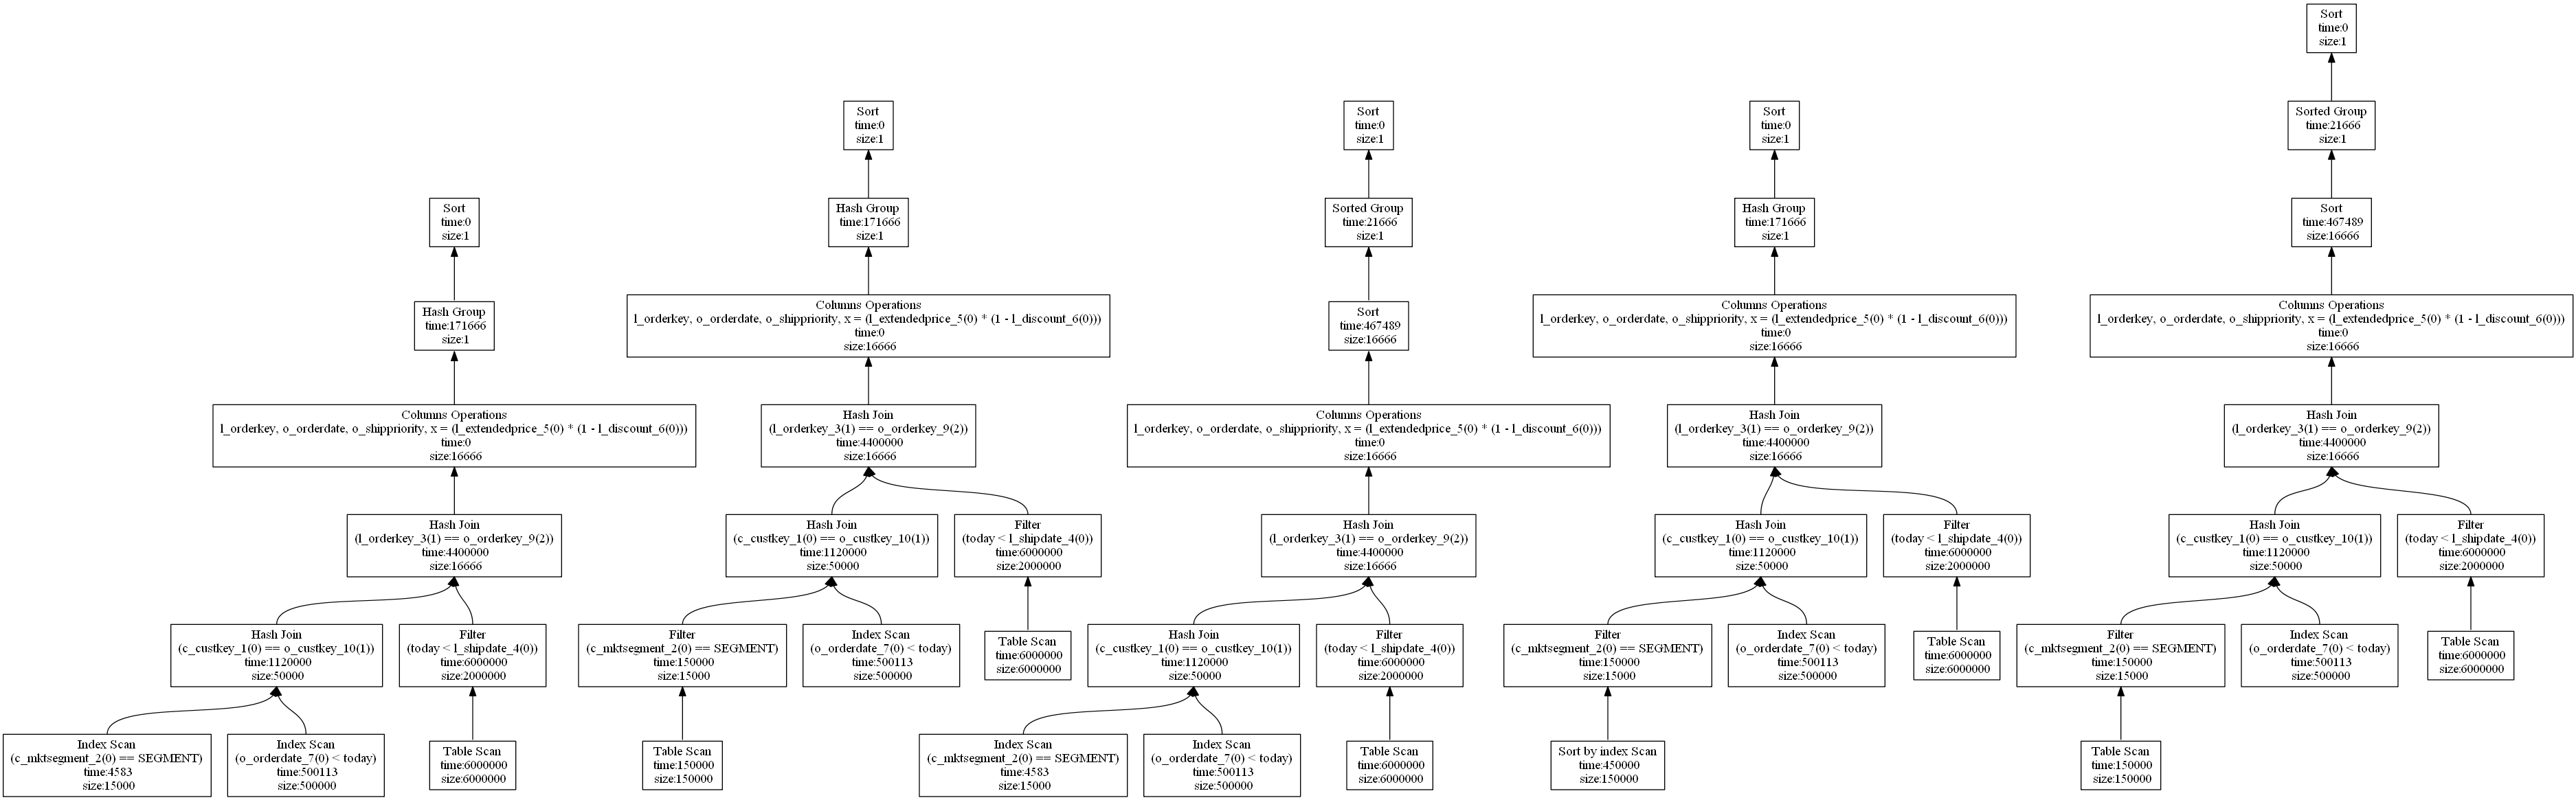 Sort
time:0
size:1
Hash Group
time:171666
size:1
Columns Operations
l_orderkey, o_orderdate, o_shippriority, x = (l_extendedprice_5(0) * (1 - l_discount_6(0)))
time:0
size:16666
Hash Join
(l_orderkey_3(1) == o_orderkey_9(2))
time:4400000
size:16666
Hash Join
(c_custkey_1(0) == o_custkey_10(1))
time:1120000
size:50000
Filter
(today < l_shipdate_4(0))
time:6000000
size:2000000
Index Scan
(c_mktsegment_2(0) == SEGMENT)
time:4583
size:15000
Index Scan
(o_orderdate_7(0) < today)
time:500113
size:500000
Table Scan
time:6000000
size:6000000
Sort
time:0
size:1
Hash Group
time:171666
size:1
Columns Operations
l_orderkey, o_orderdate, o_shippriority, x = (l_extendedprice_5(0) * (1 - l_discount_6(0)))
time:0
size:16666
Hash Join
(l_orderkey_3(1) == o_orderkey_9(2))
time:4400000
size:16666
Hash Join
(c_custkey_1(0) == o_custkey_10(1))
time:1120000
size:50000
Filter
(today < l_shipdate_4(0))
time:6000000
size:2000000
Filter
(c_mktsegment_2(0) == SEGMENT)
time:150000
size:15000
Index Scan
(o_orderdate_7(0) < today)
time:500113
size:500000
Table Scan
time:6000000
size:6000000
Table Scan
time:150000
size:150000
Sort
time:0
size:1
Sorted Group
time:21666
size:1
Sort
time:467489
size:16666
Columns Operations
l_orderkey, o_orderdate, o_shippriority, x = (l_extendedprice_5(0) * (1 - l_discount_6(0)))
time:0
size:16666
Hash Join
(l_orderkey_3(1) == o_orderkey_9(2))
time:4400000
size:16666
Hash Join
(c_custkey_1(0) == o_custkey_10(1))
time:1120000
size:50000
Filter
(today < l_shipdate_4(0))
time:6000000
size:2000000
Index Scan
(c_mktsegment_2(0) == SEGMENT)
time:4583
size:15000
Index Scan
(o_orderdate_7(0) < today)
time:500113
size:500000
Table Scan
time:6000000
size:6000000
Sort
time:0
size:1
Hash Group
time:171666
size:1
Columns Operations
l_orderkey, o_orderdate, o_shippriority, x = (l_extendedprice_5(0) * (1 - l_discount_6(0)))
time:0
size:16666
Hash Join
(l_orderkey_3(1) == o_orderkey_9(2))
time:4400000
size:16666
Hash Join
(c_custkey_1(0) == o_custkey_10(1))
time:1120000
size:50000
Filter
(today < l_shipdate_4(0))
time:6000000
size:2000000
Filter
(c_mktsegment_2(0) == SEGMENT)
time:150000
size:15000
Index Scan
(o_orderdate_7(0) < today)
time:500113
size:500000
Table Scan
time:6000000
size:6000000
Sort by index Scan
time:450000
size:150000
Sort
time:0
size:1
Sorted Group
time:21666
size:1
Sort
time:467489
size:16666
Columns Operations
l_orderkey, o_orderdate, o_shippriority, x = (l_extendedprice_5(0) * (1 - l_discount_6(0)))
time:0
size:16666
Hash Join
(l_orderkey_3(1) == o_orderkey_9(2))
time:4400000
size:16666
Hash Join
(c_custkey_1(0) == o_custkey_10(1))
time:1120000
size:50000
Filter
(today < l_shipdate_4(0))
time:6000000
size:2000000
Filter
(c_mktsegment_2(0) == SEGMENT)
time:150000
size:15000
Index Scan
(o_orderdate_7(0) < today)
time:500113
size:500000
Table Scan
time:6000000
size:6000000
Table Scan
time:150000
size:150000